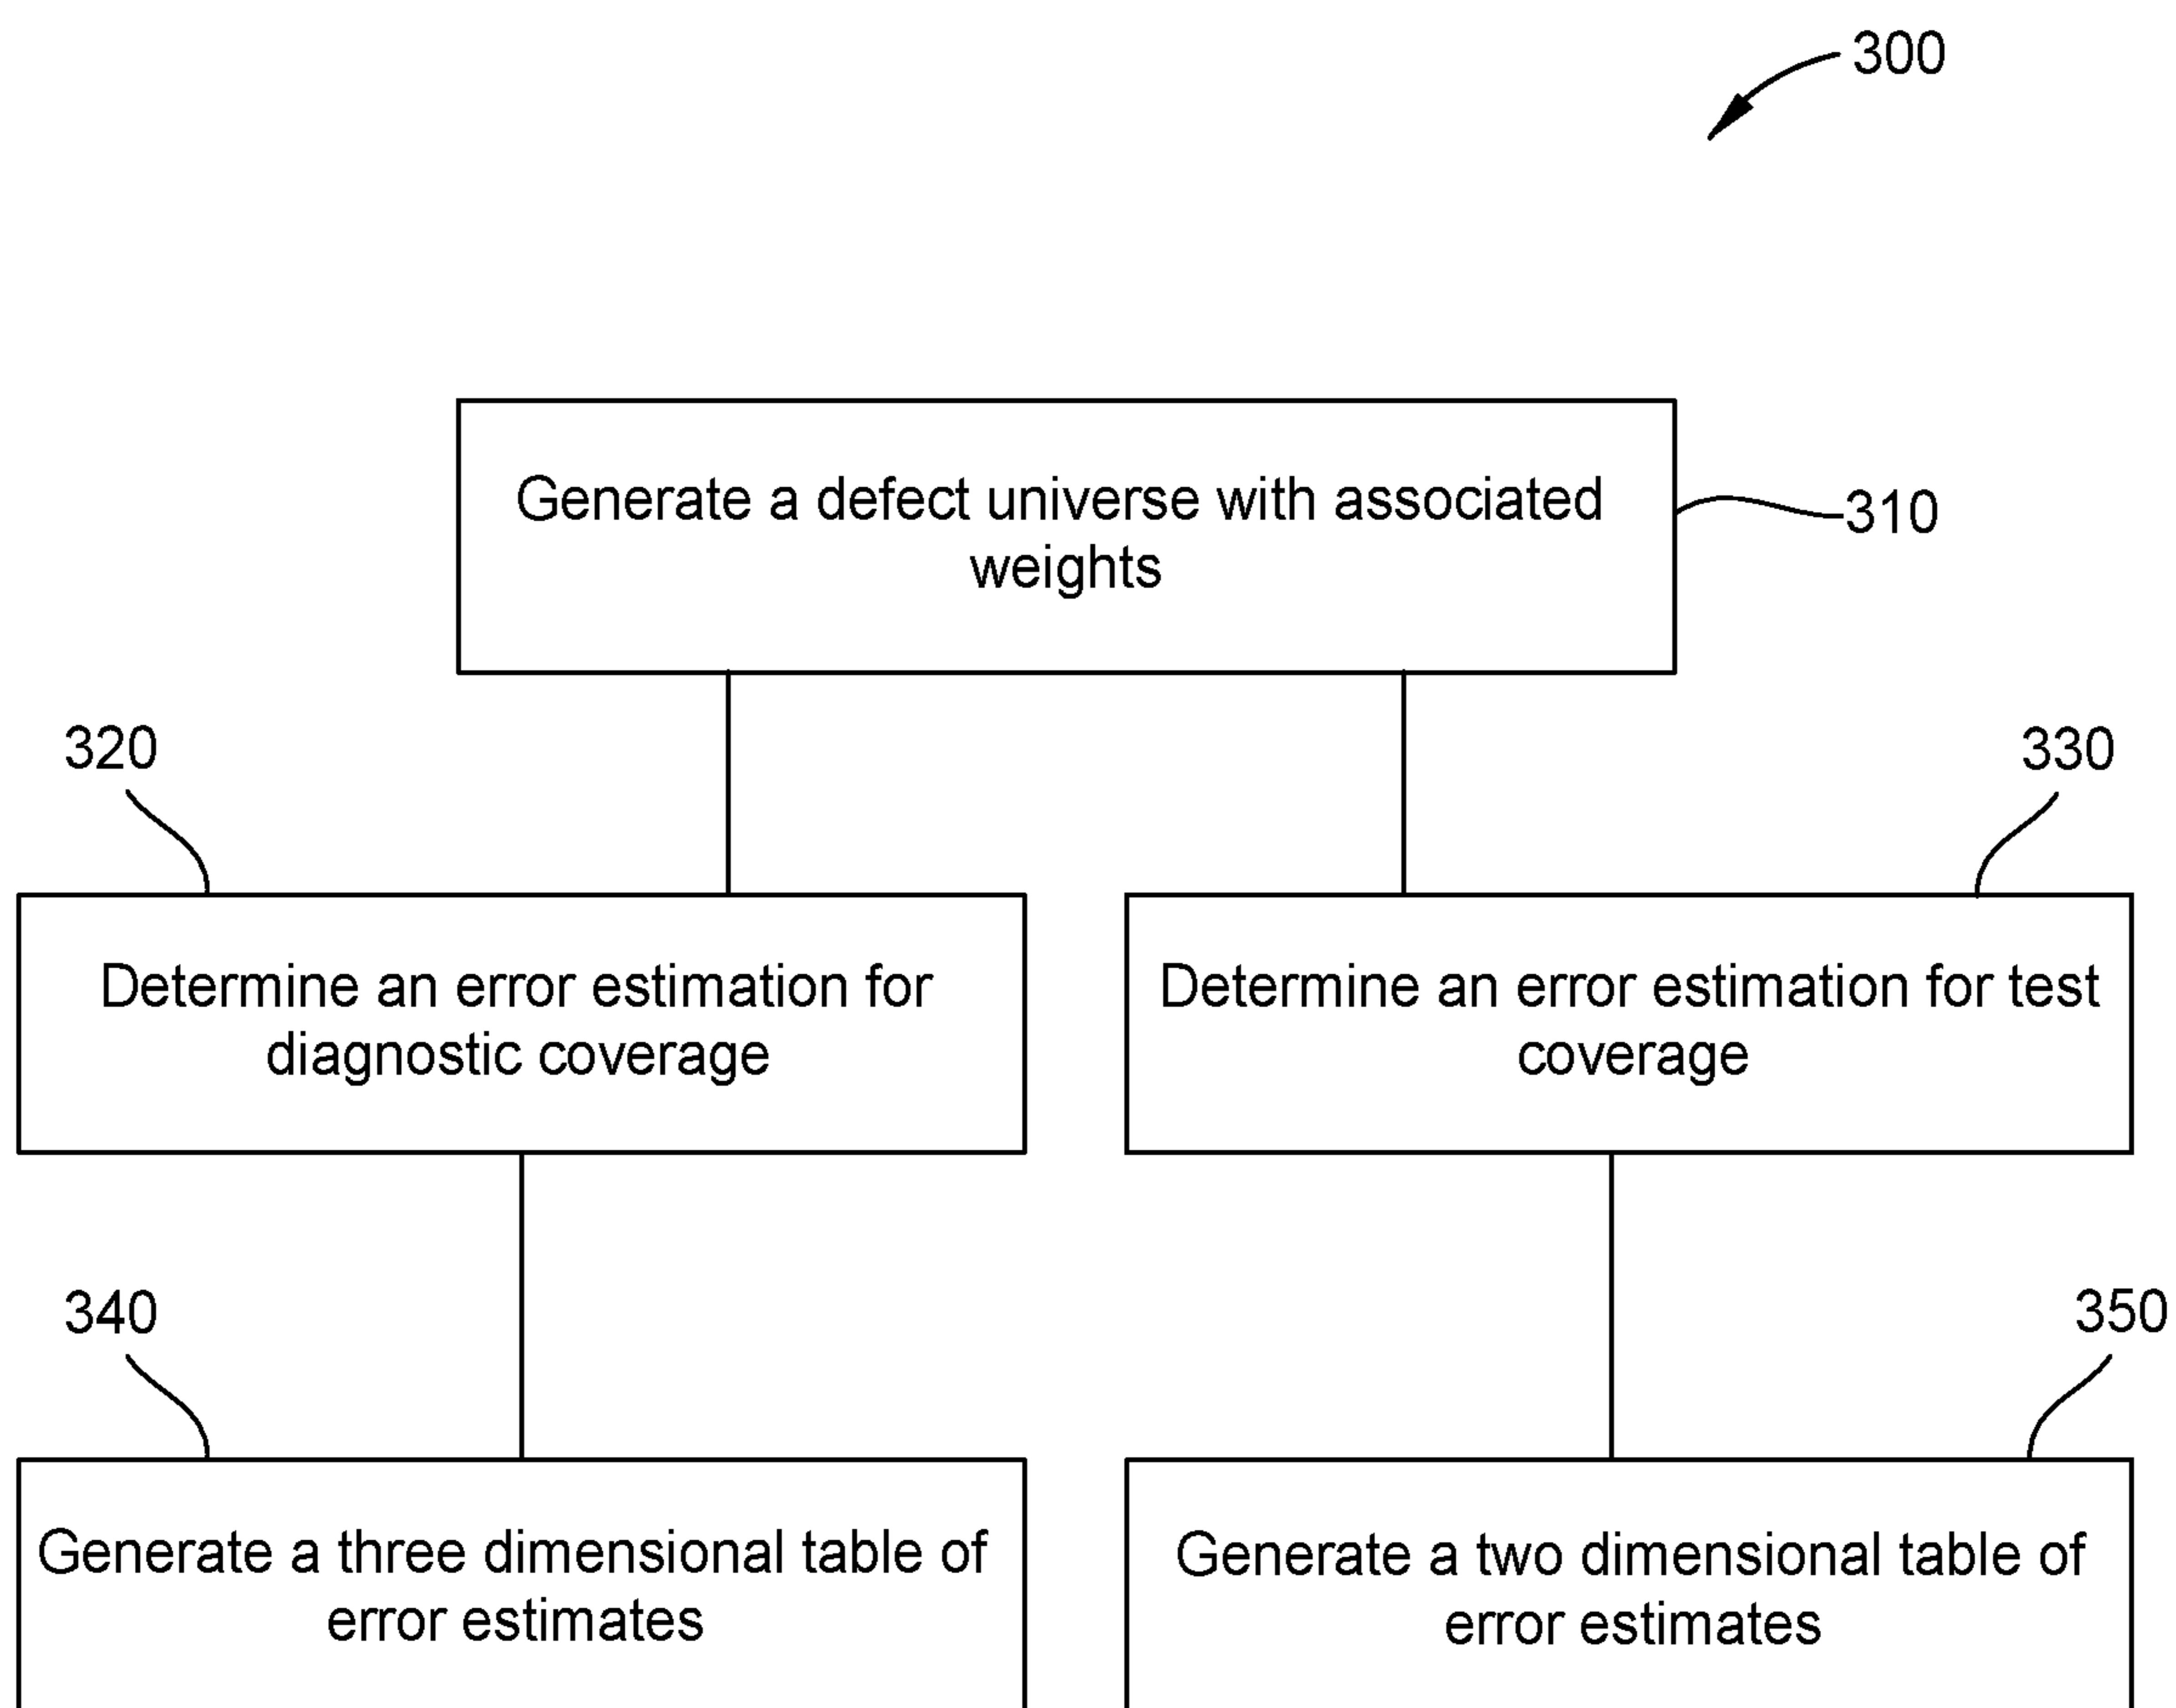 300
Generate a defect universe with associated
weights
310
320
330
Determine an error estimation for
diagnostic coverage
Determine an error estimation for test
coverage
340
350
Generate a three dimensional table of
error estimates
Generate a two dimensional table of
error estimates